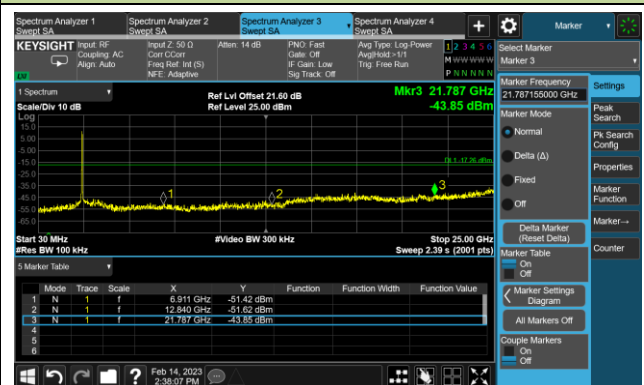 Spectrum Analyzer 1
Swept SA
Spectrum Analyzer 2
Swept SA
Spectrum Analyzer 3
Swept SA
Spectrum Analyzer 4
Swept SA
+
Marker
KEYSIGHT
Input: RF
Coupling: AC
Align: Auto
Input Z: 50 Ω
Corr CCorr
Freq Ref: Int (S)
NFE: Adaptive
Atten: 14 dB
PNO: Fast
Gate: Off
IF Gain: Low
Sig Track: Off
Avg Type: Log-Power
Avg|Hold:>1/1
Trig: Free Run
1 2 3 4 5 6
M W W W W W
P N N N N N
LXI
1 Spectrum
Scale/Div 10 dB
Log
Ref Lvl Offset 21.60 dB
Ref Level 25.00 dBm
Mkr3 21.787 GHz
-43.85 dBm
15.0
5.00
-5.00
-15.0
-25.0
-35.0
-45.0
-55.0
-65.0
DL1 -17.26 dBm
1
2
3
Start 30 MHz
#Res BW 100 kHz
#Video BW 300 kHz
Stop 25.00 GHz
Sweep 2.39 s (2001 pts)
5 Marker Table
Mode Trace Scale X Y Function Function Width Function Value
1 N 1 f 6.911 GHz -51.42 dBm
2 N 1 f 12.840 GHz -51.62 dBm
3 N 1 f 21.787 GHz -43.85 dBm
4
5
6
Select Marker
Marker 3
Marker Frequency
21.787155000 GHz
Marker Mode
Normal
Delta (Δ)
Fixed
Off
Delta Marker
(Reset Delta)
Marker Table
On
Off
Marker Settings
Diagram
All Markers Off
Couple Markers
On
Off
Settings
Peak
Search
Pk Search
Config
Properties
Marker
Function
Marker→
Counter
?
Feb 14, 2023
2:38:07 PM